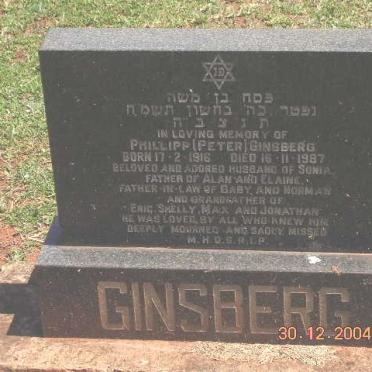 פסח בן משה
נפטר כה בחשון תשמ״ח
ת נ צ ב ה
IN LOVING MEMORY OF
PHILLIP (PETER) GINSBERG
BORN 17-2-1916 DIED 16-11-1987
BELOVED AND ADORED HUSBAND OF SONIA,
FATHER OF ALAN AND ELAINE,
FATHER-IN-LAW OF BABY, AND NORMAN
AND GRANDFATHER OF
ERIC, SHELLY, MAX AND JONATHAN
HE WAS LOVED BY ALL WHO KNEW HIM
DEEPLY MOURNED AND SADLY MISSED
M.H.D.S.R.I.P.
GINSBERG
30.12.2004